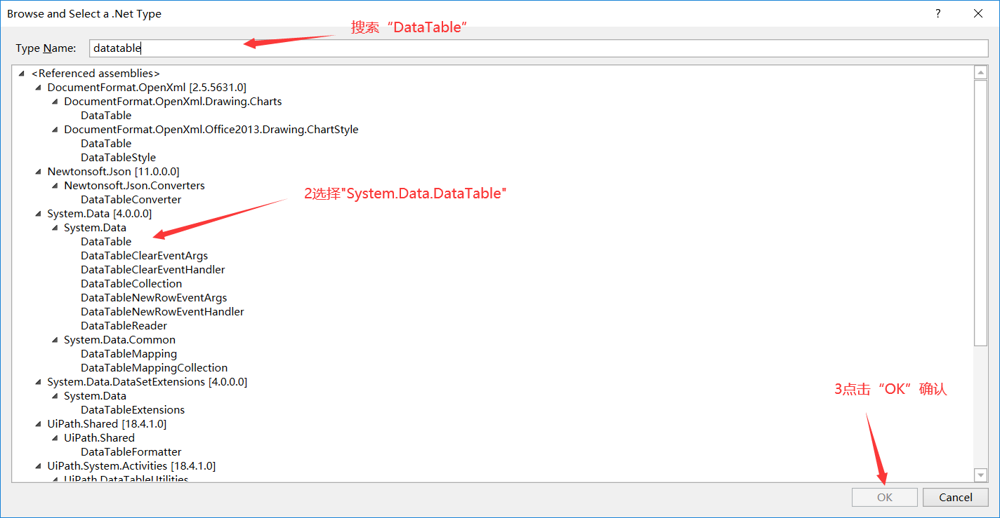 Browse and Select a .Net Type
?
搜索“DataTable”
Type Name: datatable
<Referenced assemblies>
DocumentFormat.OpenXml [2.5.5631.0]
DocumentFormat.OpenXml.Drawing.Charts
DataTable
DocumentFormat.OpenXml.Office2013.Drawing.ChartStyle
DataTable
DataTableStyle
Newtonsoft.Json [11.0.0.0]
Newtonsoft.Json.Converters
2选择"System.Data.DataTable"
DataTableConverter
System.Data [4.0.0.0]
System.Data
DataTable
DataTableClearEventArgs
DataTableClearEventHandler
DataTableCollection
DataTableNewRowEventArgs
DataTableNewRowEventHandler
DataTableReader
System.Data.Common
DataTableMapping
DataTableMappingCollection
System.Data.DataSetExtensions [4.0.0.0]
3点击“OK”确认
System.Data
DataTableExtensions
UiPath.Shared [18.4.1.0]
UiPath.Shared
DataTableFormatter
UiPath.System.Activities [18.4.1.0]
UiPath.DataTableUtilities
OK
Cancel